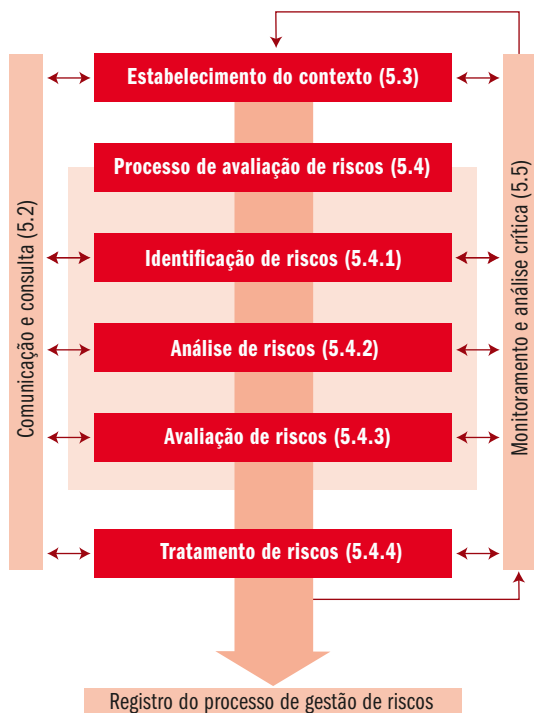 Estabelecimento do contexto (5.3)
Processo de avaliação de riscos (5.4)
Identificação de riscos (5.4.1)
Análise de riscos (5.4.2)
Avaliação de riscos (5.4.3)
Tratamento de riscos (5.4.4)
Comunicação e consulta (5.2)
Monitoramento e análise crítica (5.5)
Registro do processo de gestão de riscos